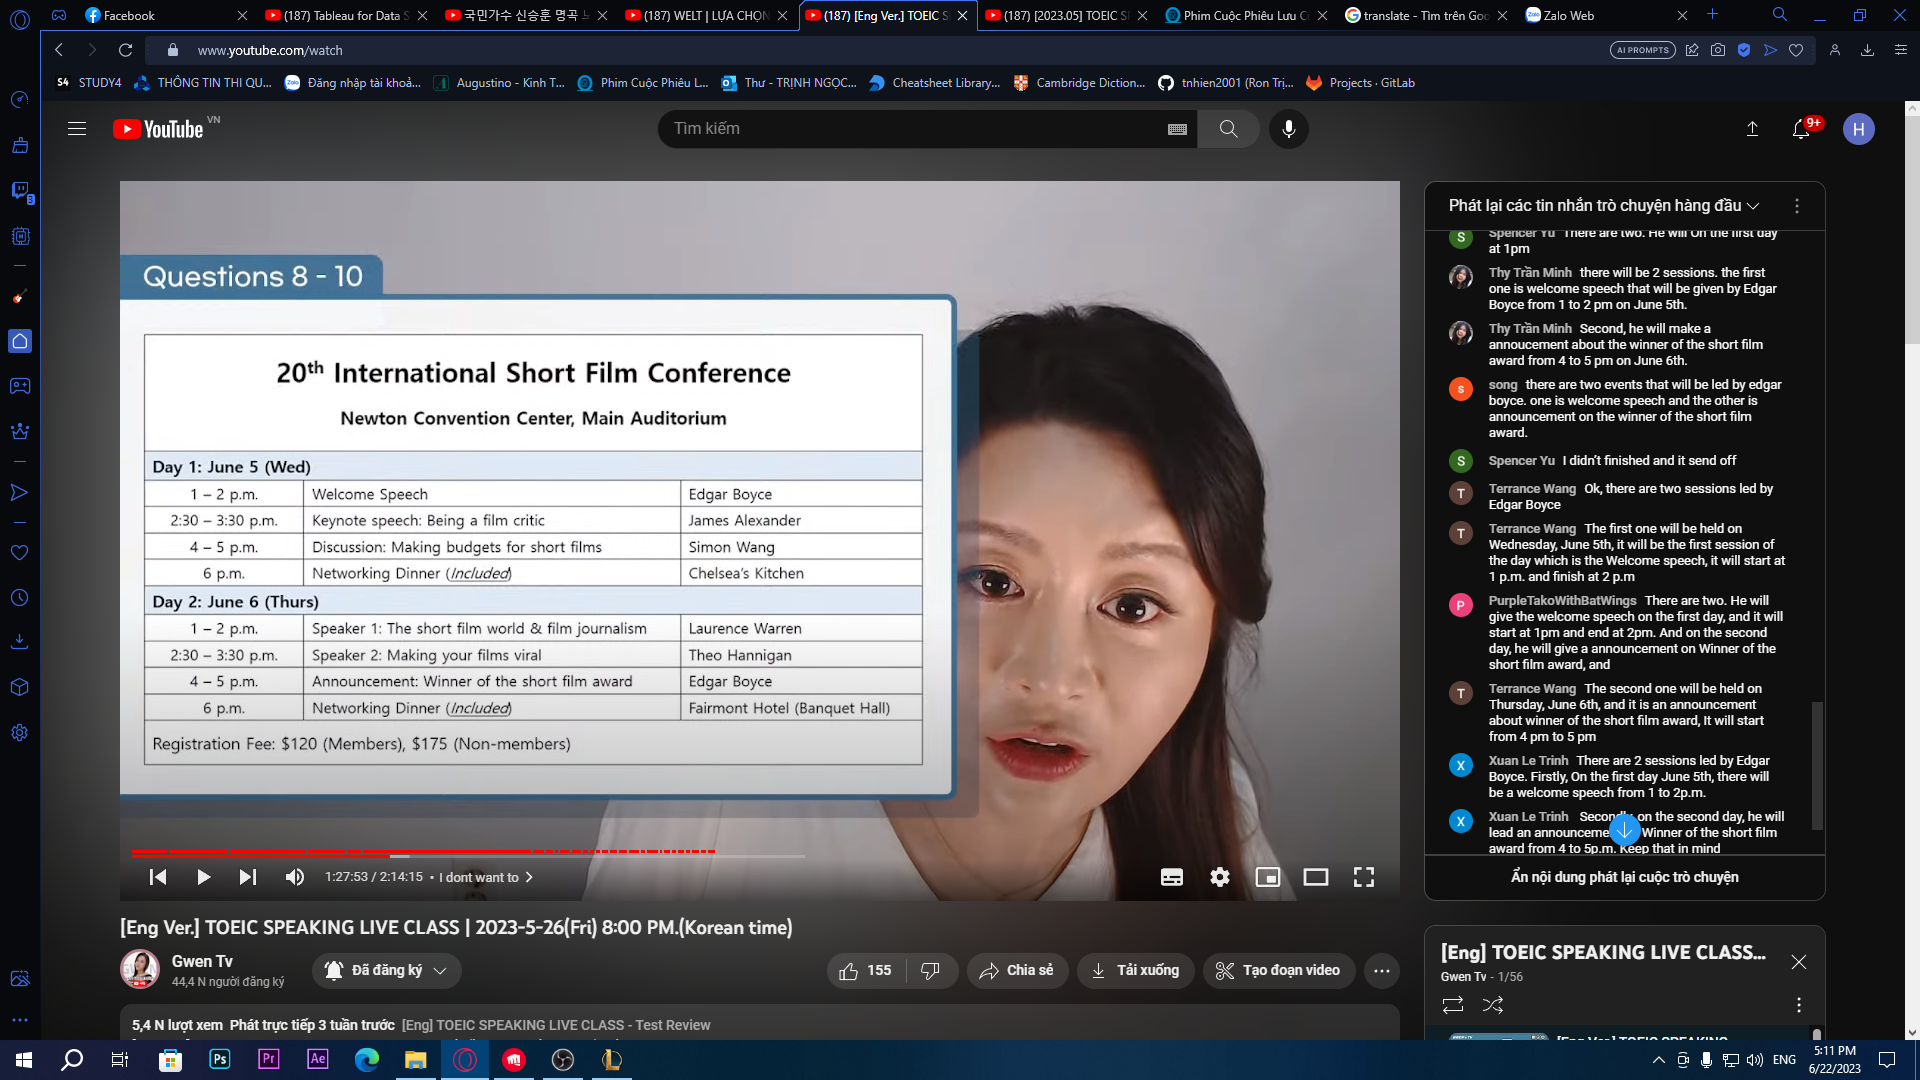 Facebook
(187) Tableau for Data S
(187) WELT | LỰA CHỌN
(187) [Eng Ver.] TOEIC S
(187) [2023.05] TOEIC S
Phim Cuộc Phiêu Lưu C
translate - Tìm trên Goo
Zalo Web
www.youtube.com/watch
AI PROMPTS
S4 STUDY4
THÔNG TIN THI QU...
Đăng nhập tài khoả...
Augustino - Kinh T...
Phim Cuộc Phiêu L...
Thư - TRỊNH NGỌC...
Cheatsheet Library...
Cambridge Diction...
tnhien2001 (Ron Trị...
Projects · GitLab
YouTube VN
Tìm kiếm
9+
H
Questions 8 - 10
20th International Short Film Conference
Newton Convention Center, Main Auditorium
Day 1: June 5 (Wed)
1 – 2 p.m. Welcome Speech Edgar Boyce
2:30 – 3:30 p.m. Keynote speech: Being a film critic James Alexander
4 – 5 p.m. Discussion: Making budgets for short films Simon Wang
6 p.m. Networking Dinner (Included) Chelsea's Kitchen
Day 2: June 6 (Thurs)
1 – 2 p.m. Speaker 1: The short film world & film journalism Laurence Warren
2:30 – 3:30 p.m. Speaker 2: Making your films viral Theo Hannigan
4 – 5 p.m. Announcement: Winner of the short film award Edgar Boyce
6 p.m. Networking Dinner (Included) Fairmont Hotel (Banquet Hall)
Registration Fee: $120 (Members), $175 (Non-members)
1:27:53 / 2:14:15 • I dont want to
Phát lại các tin nhắn trò chuyện hàng đầu
S Spencer Yu There are two. He will On the first day
at 1pm
Thy Trần Minh there will be 2 sessions. the first
one is welcome speech that will be given by Edgar
Boyce from 1 to 2 pm on June 5th.
Thy Trần Minh Second, he will make a
annoucement about the winner of the short film
award from 4 to 5 pm on June 6th.
s song there are two events that will be led by edgar
boyce. one is welcome speech and the other is
announcement on the winner of the short film
award.
S Spencer Yu I didn't finished and it send off
T Terrance Wang Ok, there are two sessions led by
Edgar Boyce
T Terrance Wang The first one will be held on
Wednesday, June 5th, it will be the first session of
the day which is the Welcome speech, it will start at
1 p.m. and finish at 2 p.m
P PurpleTakoWithBatWings There are two. He will
give the welcome speech on the first day, and it will
start at 1pm and end at 2pm. And on the second
day, he will give a announcement on Winner of the
short film award, and
T Terrance Wang The second one will be held on
Thursday, June 6th, and it is an announcement
about winner of the short film award, It will start
from 4 pm to 5 pm
X Xuan Le Trinh There are 2 sessions led by Edgar
Boyce. Firstly, On the first day June 5th, there will
be a welcome speech from 1 to 2p.m.
X Xuan Le Trinh Secondly, on the second day, he will
lead an announceme Winner of the short film
award from 4 to 5p.m. Keep that in mind
Ẩn nội dung phát lại cuộc trò chuyện
[Eng Ver.] TOEIC SPEAKING LIVE CLASS | 2023-5-26(Fri) 8:00 PM.(Korean time)
Gwen Tv
44,4 N người đăng ký
Đã đăng ký
155
Chia sẻ
Tải xuống
Tạo đoạn video
5,4 N lượt xem Phát trực tiếp 3 tuần trước [Eng] TOEIC SPEAKING LIVE CLASS - Test Review
[Eng] TOEIC SPEAKING LIVE CLASS...
Gwen Tv - 1/56
Ps
Pr
Ae
ENG
5:11 PM
6/22/2023